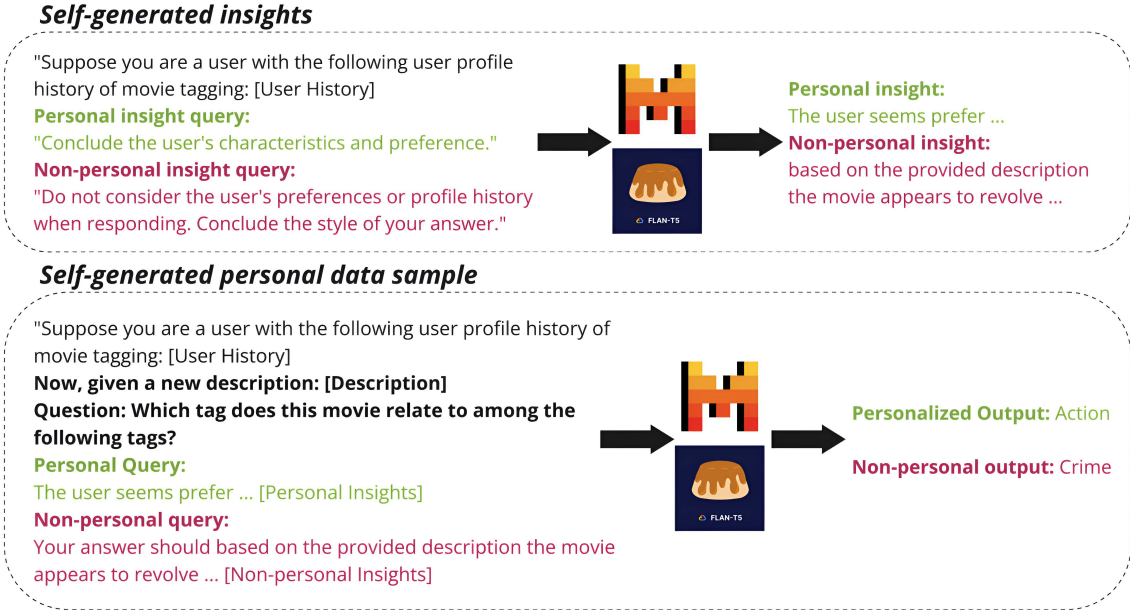 Self-generated insights
"Suppose you are a user with the following user profile
history of movie tagging: [User History]
Personal insight query:
"Conclude the user's characteristics and preference."
Non-personal insight query:
"Do not consider the user's preferences or profile history
when responding. Conclude the style of your answer."
FLAN-T5
Personal insight:
The user seems prefer ...
Non-personal insight:
based on the provided description
the movie appears to revolve ...
Self-generated personal data sample
"Suppose you are a user with the following user profile history of
movie tagging: [User History]
Now, given a new description: [Description]
Question: Which tag does this movie relate to among the
following tags?
Personal Query:
The user seems prefer ... [Personal Insights]
Non-personal query:
Your answer should based on the provided description the movie
appears to revolve ... [Non-personal Insights]
FLAN-T5
Personalized Output: Action
Non-personal output: Crime